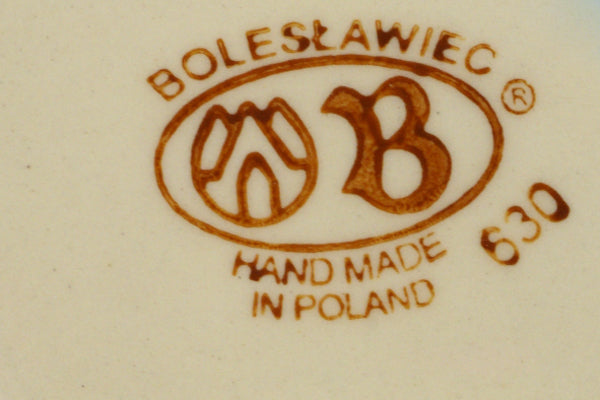 BOLESŁAWIEC
®
B
630
HAND MADE
IN POLAND